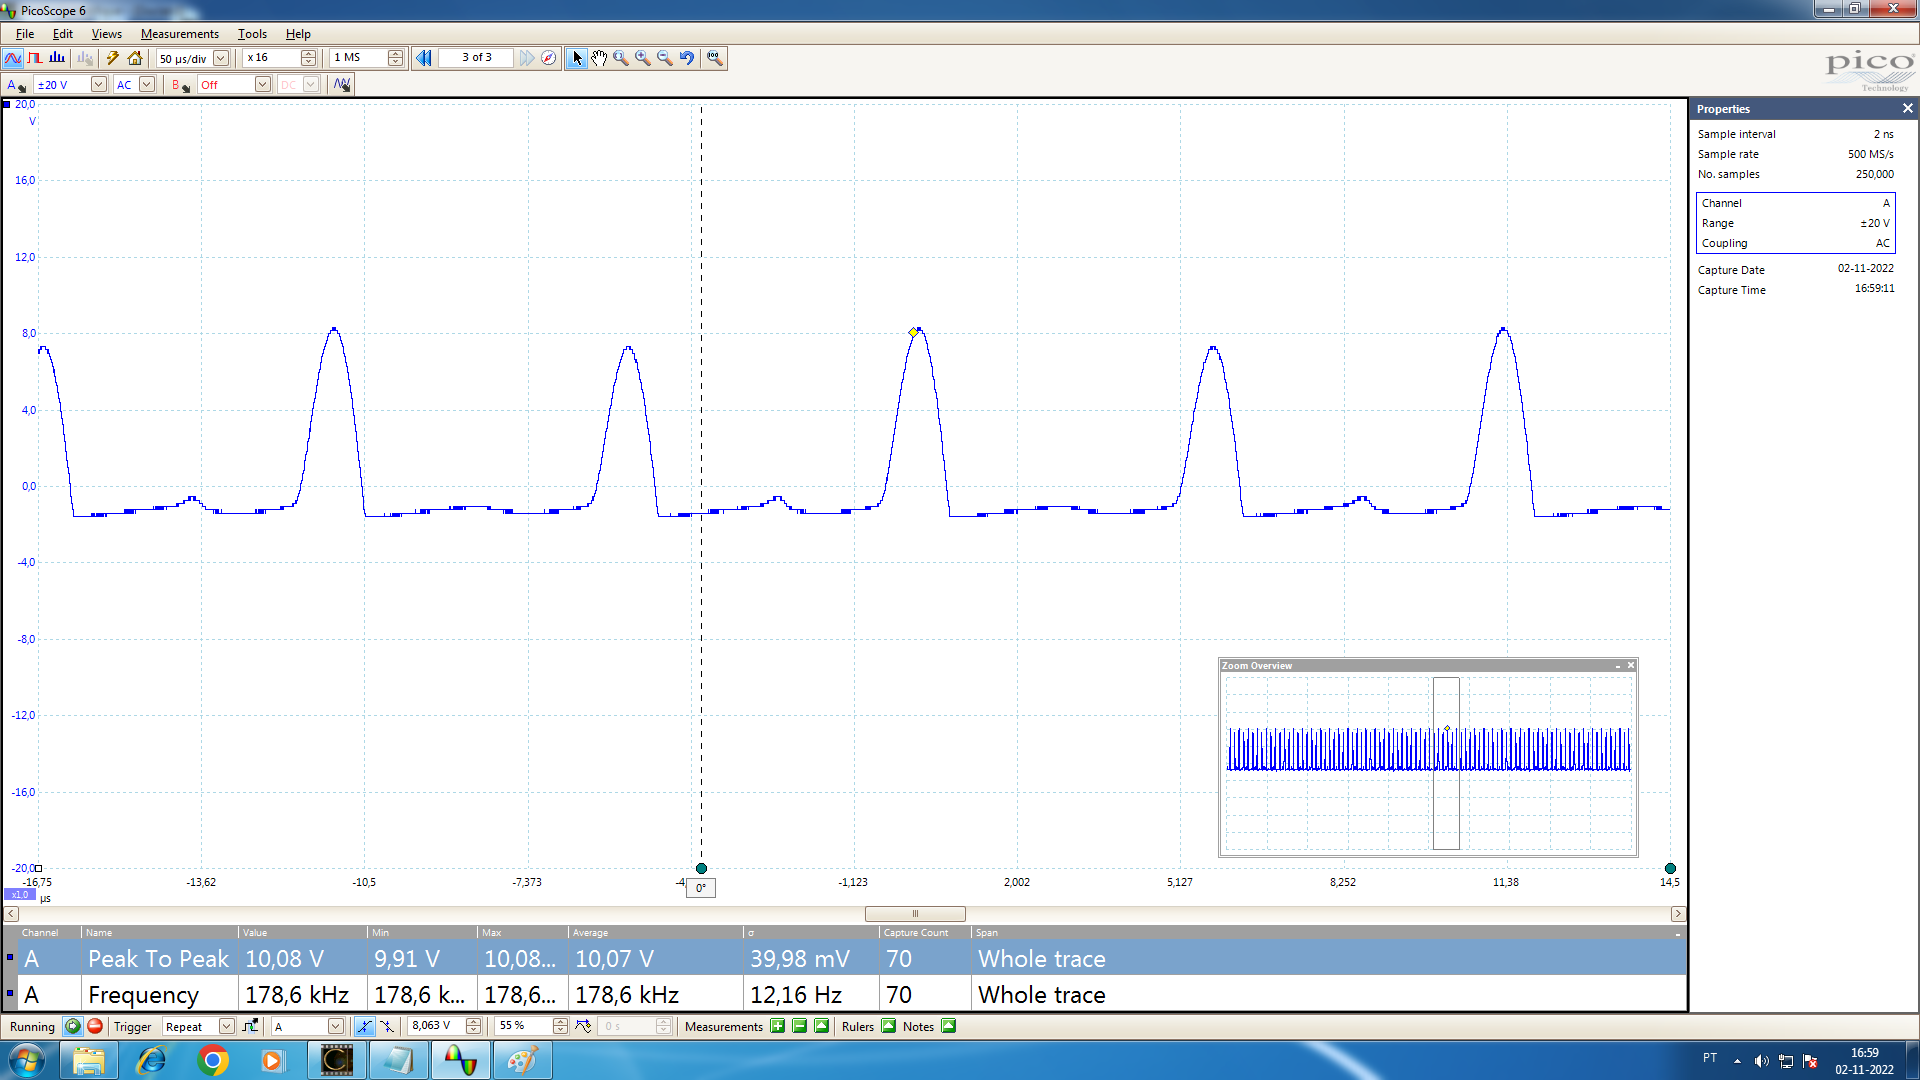 PicoScope 6
File Edit Views Measurements Tools Help
50 µs/div x 16 1 MS 3 of 3
A ±20 V AC B Off DC
pico
Technology
20,0
V
16,0
12,0
8,0
4,0
0,0
-4,0
-8,0
-12,0
-16,0
-20,0
-16,75 -13,62 -10,5 -7,373 -4, -1,123 2,002 5,127 8,252 11,38 14,5
0°
x1,0 µs
Zoom Overview
Properties
Sample interval 2 ns
Sample rate 500 MS/s
No. samples 250,000
Channel A
Range ±20 V
Coupling AC
Capture Date 02-11-2022
Capture Time 16:59:11
Channel Name Value Min Max Average σ Capture Count Span
A Peak To Peak 10,08 V 9,91 V 10,08... 10,07 V 39,98 mV 70 Whole trace
A Frequency 178,6 kHz 178,6 k... 178,6... 178,6 kHz 12,16 Hz 70 Whole trace
Running Trigger Repeat A 8,063 V 55 % 0 s Measurements Rulers Notes
PT 16:59
02-11-2022